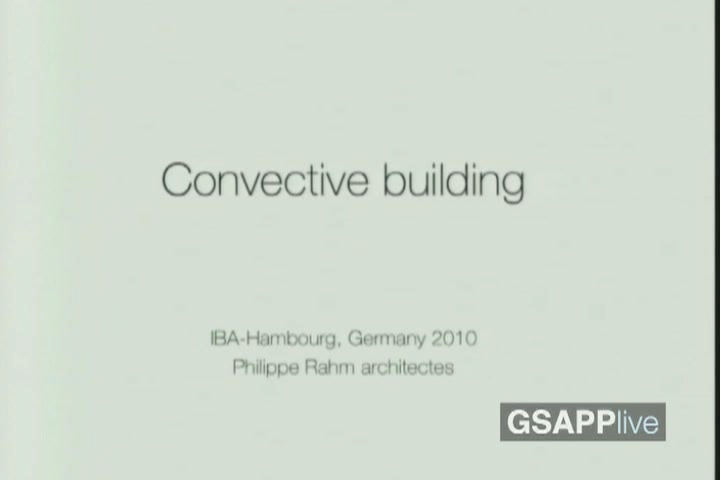 Convective building
IBA-Hambourg, Germany 2010
Philippe Rahm architectes
GSAPPlive